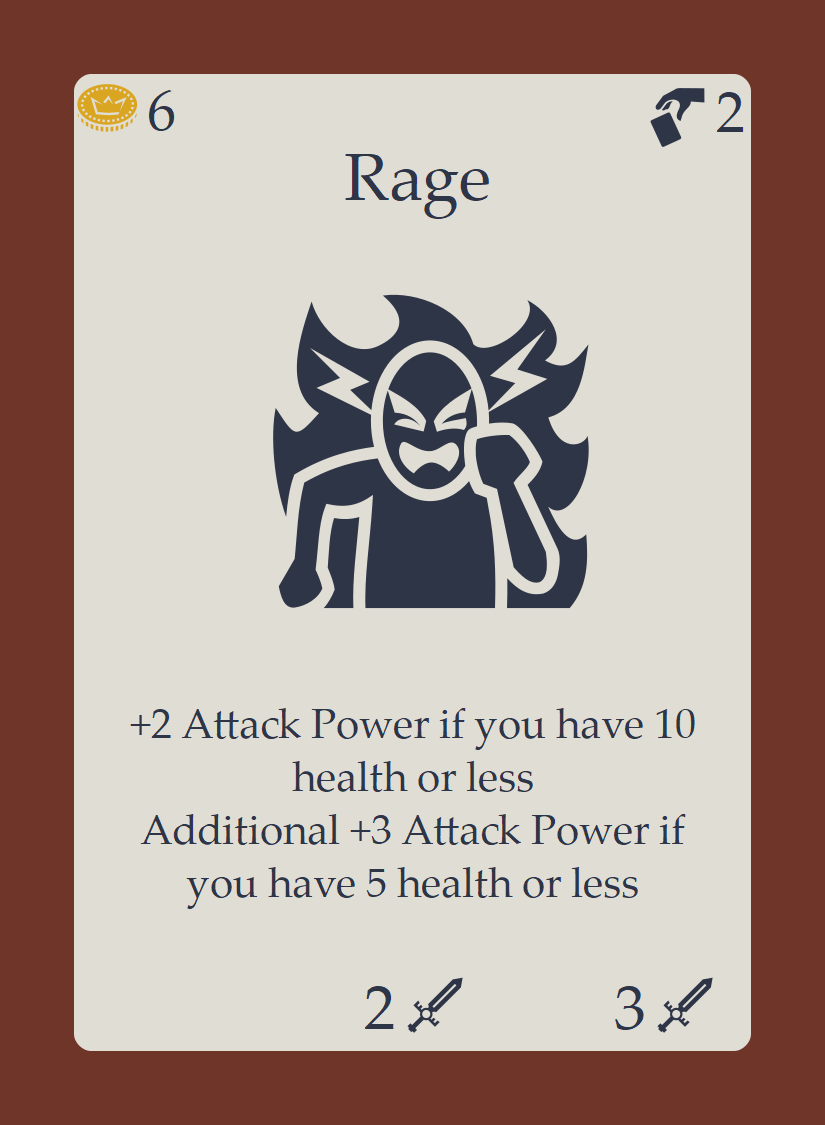 6
2
Rage
+2 Attack Power if you have 10
health or less
Additional +3 Attack Power if
you have 5 health or less
2
3